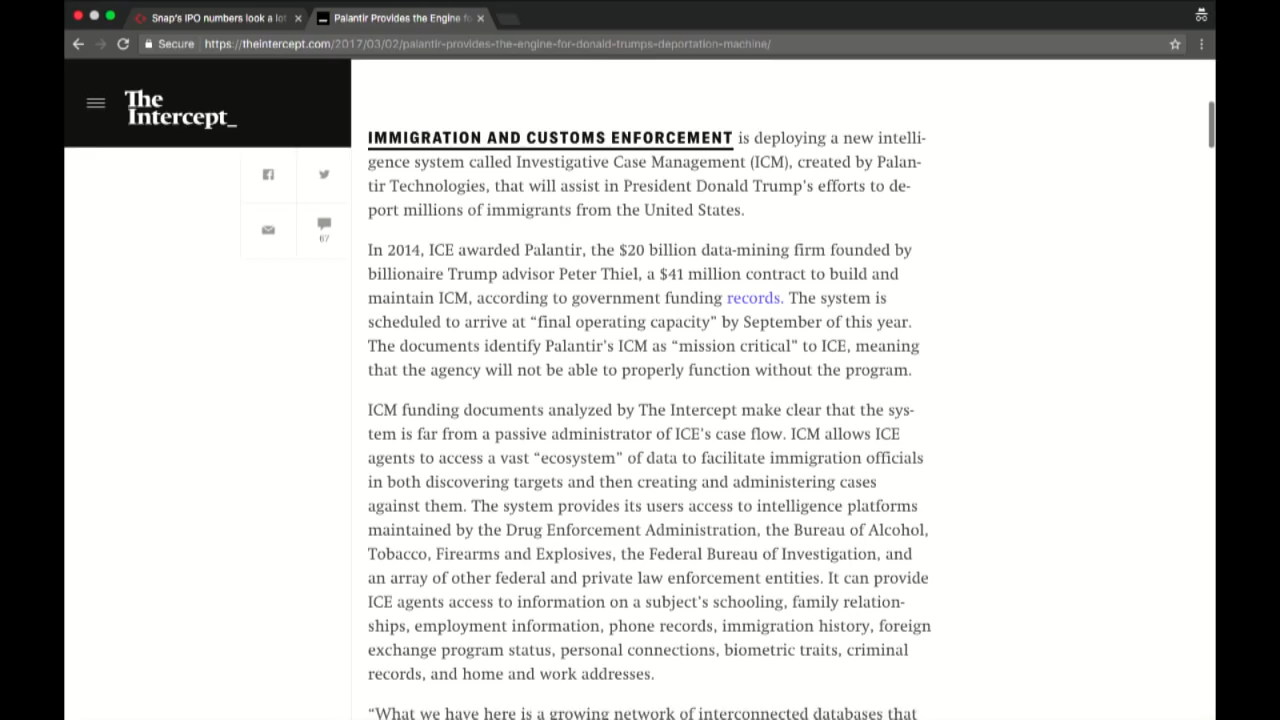 Snap's IPO numbers look a lot
Palantir Provides the Engine fo
Secure https://theintercept.com/2017/03/02/palantir-provides-the-engine-for-donald-trumps-deportation-machine/
The
Intercept_
67
IMMIGRATION AND CUSTOMS ENFORCEMENT is deploying a new intelli-
gence system called Investigative Case Management (ICM), created by Palan-
tir Technologies, that will assist in President Donald Trump's efforts to de-
port millions of immigrants from the United States.
In 2014, ICE awarded Palantir, the $20 billion data-mining firm founded by
billionaire Trump advisor Peter Thiel, a $41 million contract to build and
maintain ICM, according to government funding records. The system is
scheduled to arrive at “final operating capacity” by September of this year.
The documents identify Palantir's ICM as “mission critical” to ICE, meaning
that the agency will not be able to properly function without the program.
ICM funding documents analyzed by The Intercept make clear that the sys-
tem is far from a passive administrator of ICE's case flow. ICM allows ICE
agents to access a vast “ecosystem” of data to facilitate immigration officials
in both discovering targets and then creating and administering cases
against them. The system provides its users access to intelligence platforms
maintained by the Drug Enforcement Administration, the Bureau of Alcohol,
Tobacco, Firearms and Explosives, the Federal Bureau of Investigation, and
an array of other federal and private law enforcement entities. It can provide
ICE agents access to information on a subject's schooling, family relation-
ships, employment information, phone records, immigration history, foreign
exchange program status, personal connections, biometric traits, criminal
records, and home and work addresses.
“What we have here is a growing network of interconnected databases that